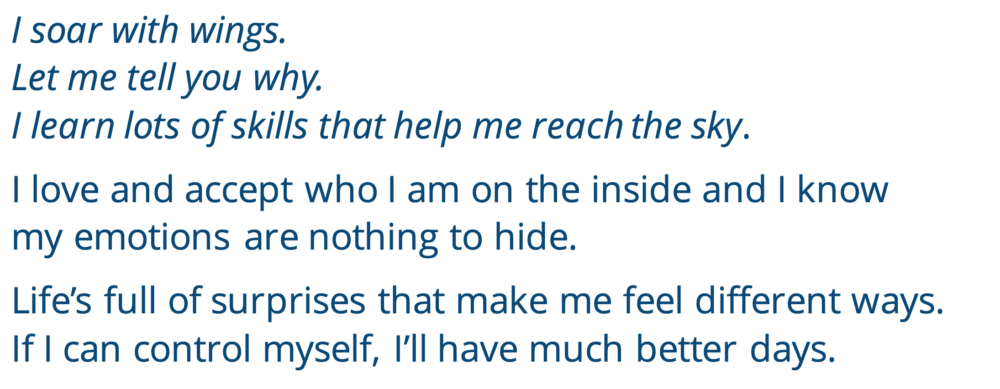 I soar with wings.
Let me tell you why.
I learn lots of skills that help me reach the sky.
I love and accept who I am on the inside and I know
my emotions are nothing to hide.
Life’s full of surprises that make me feel different ways.
If I can control myself, I’ll have much better days.